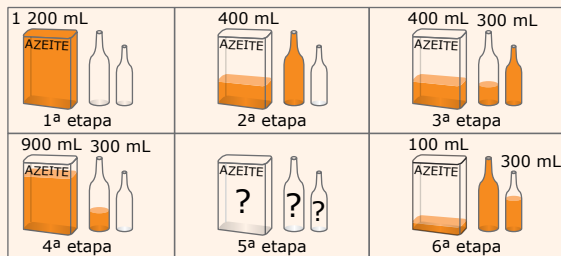 1 200 mL
AZEITE
1ª etapa
400 mL
AZEITE
2ª etapa
400 mL 300 mL
AZEITE
3ª etapa
900 mL 300 mL
AZEITE
4ª etapa
AZEITE
? ? ?
5ª etapa
100 mL
300 mL
AZEITE
6ª etapa